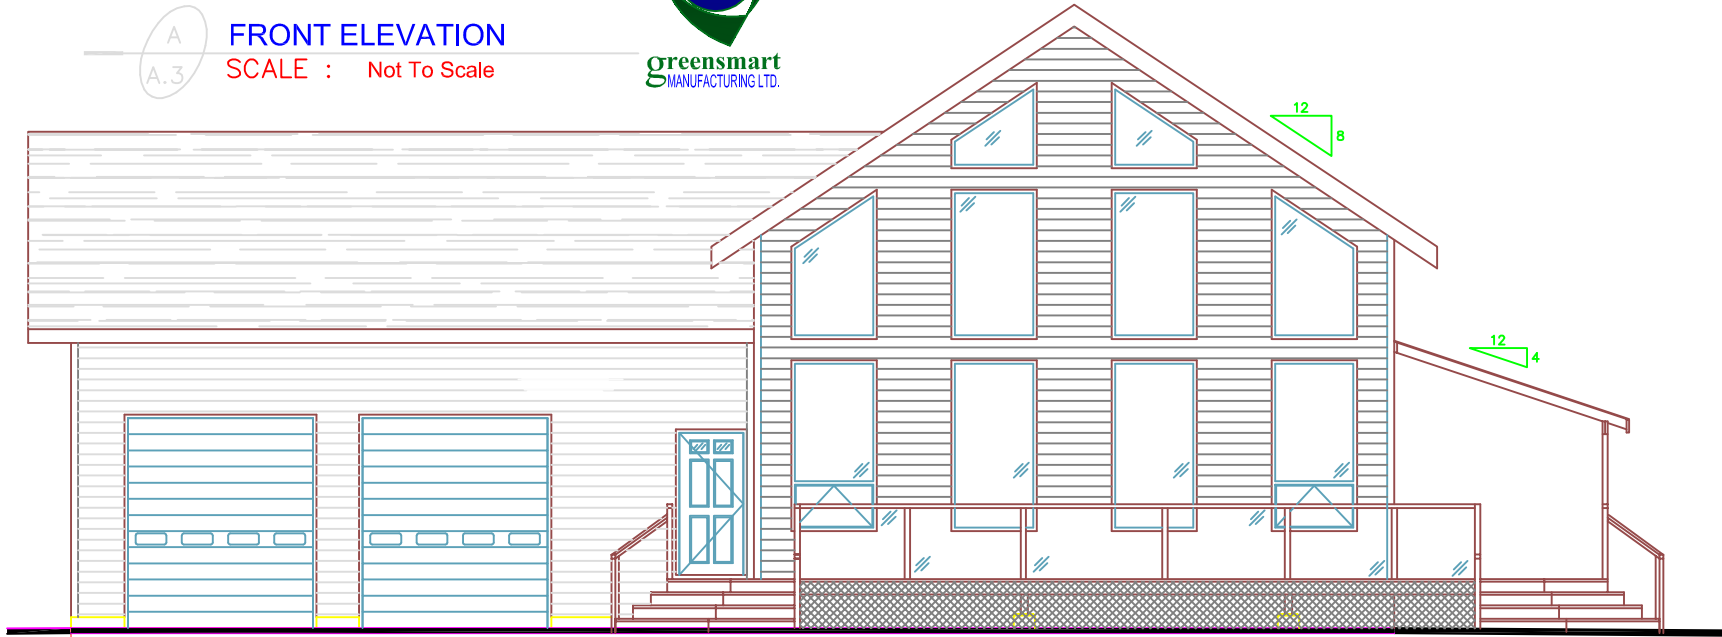 A
A.3
FRONT ELEVATION
SCALE : Not To Scale
greensmart
MANUFACTURING LTD.
12
8
12
4